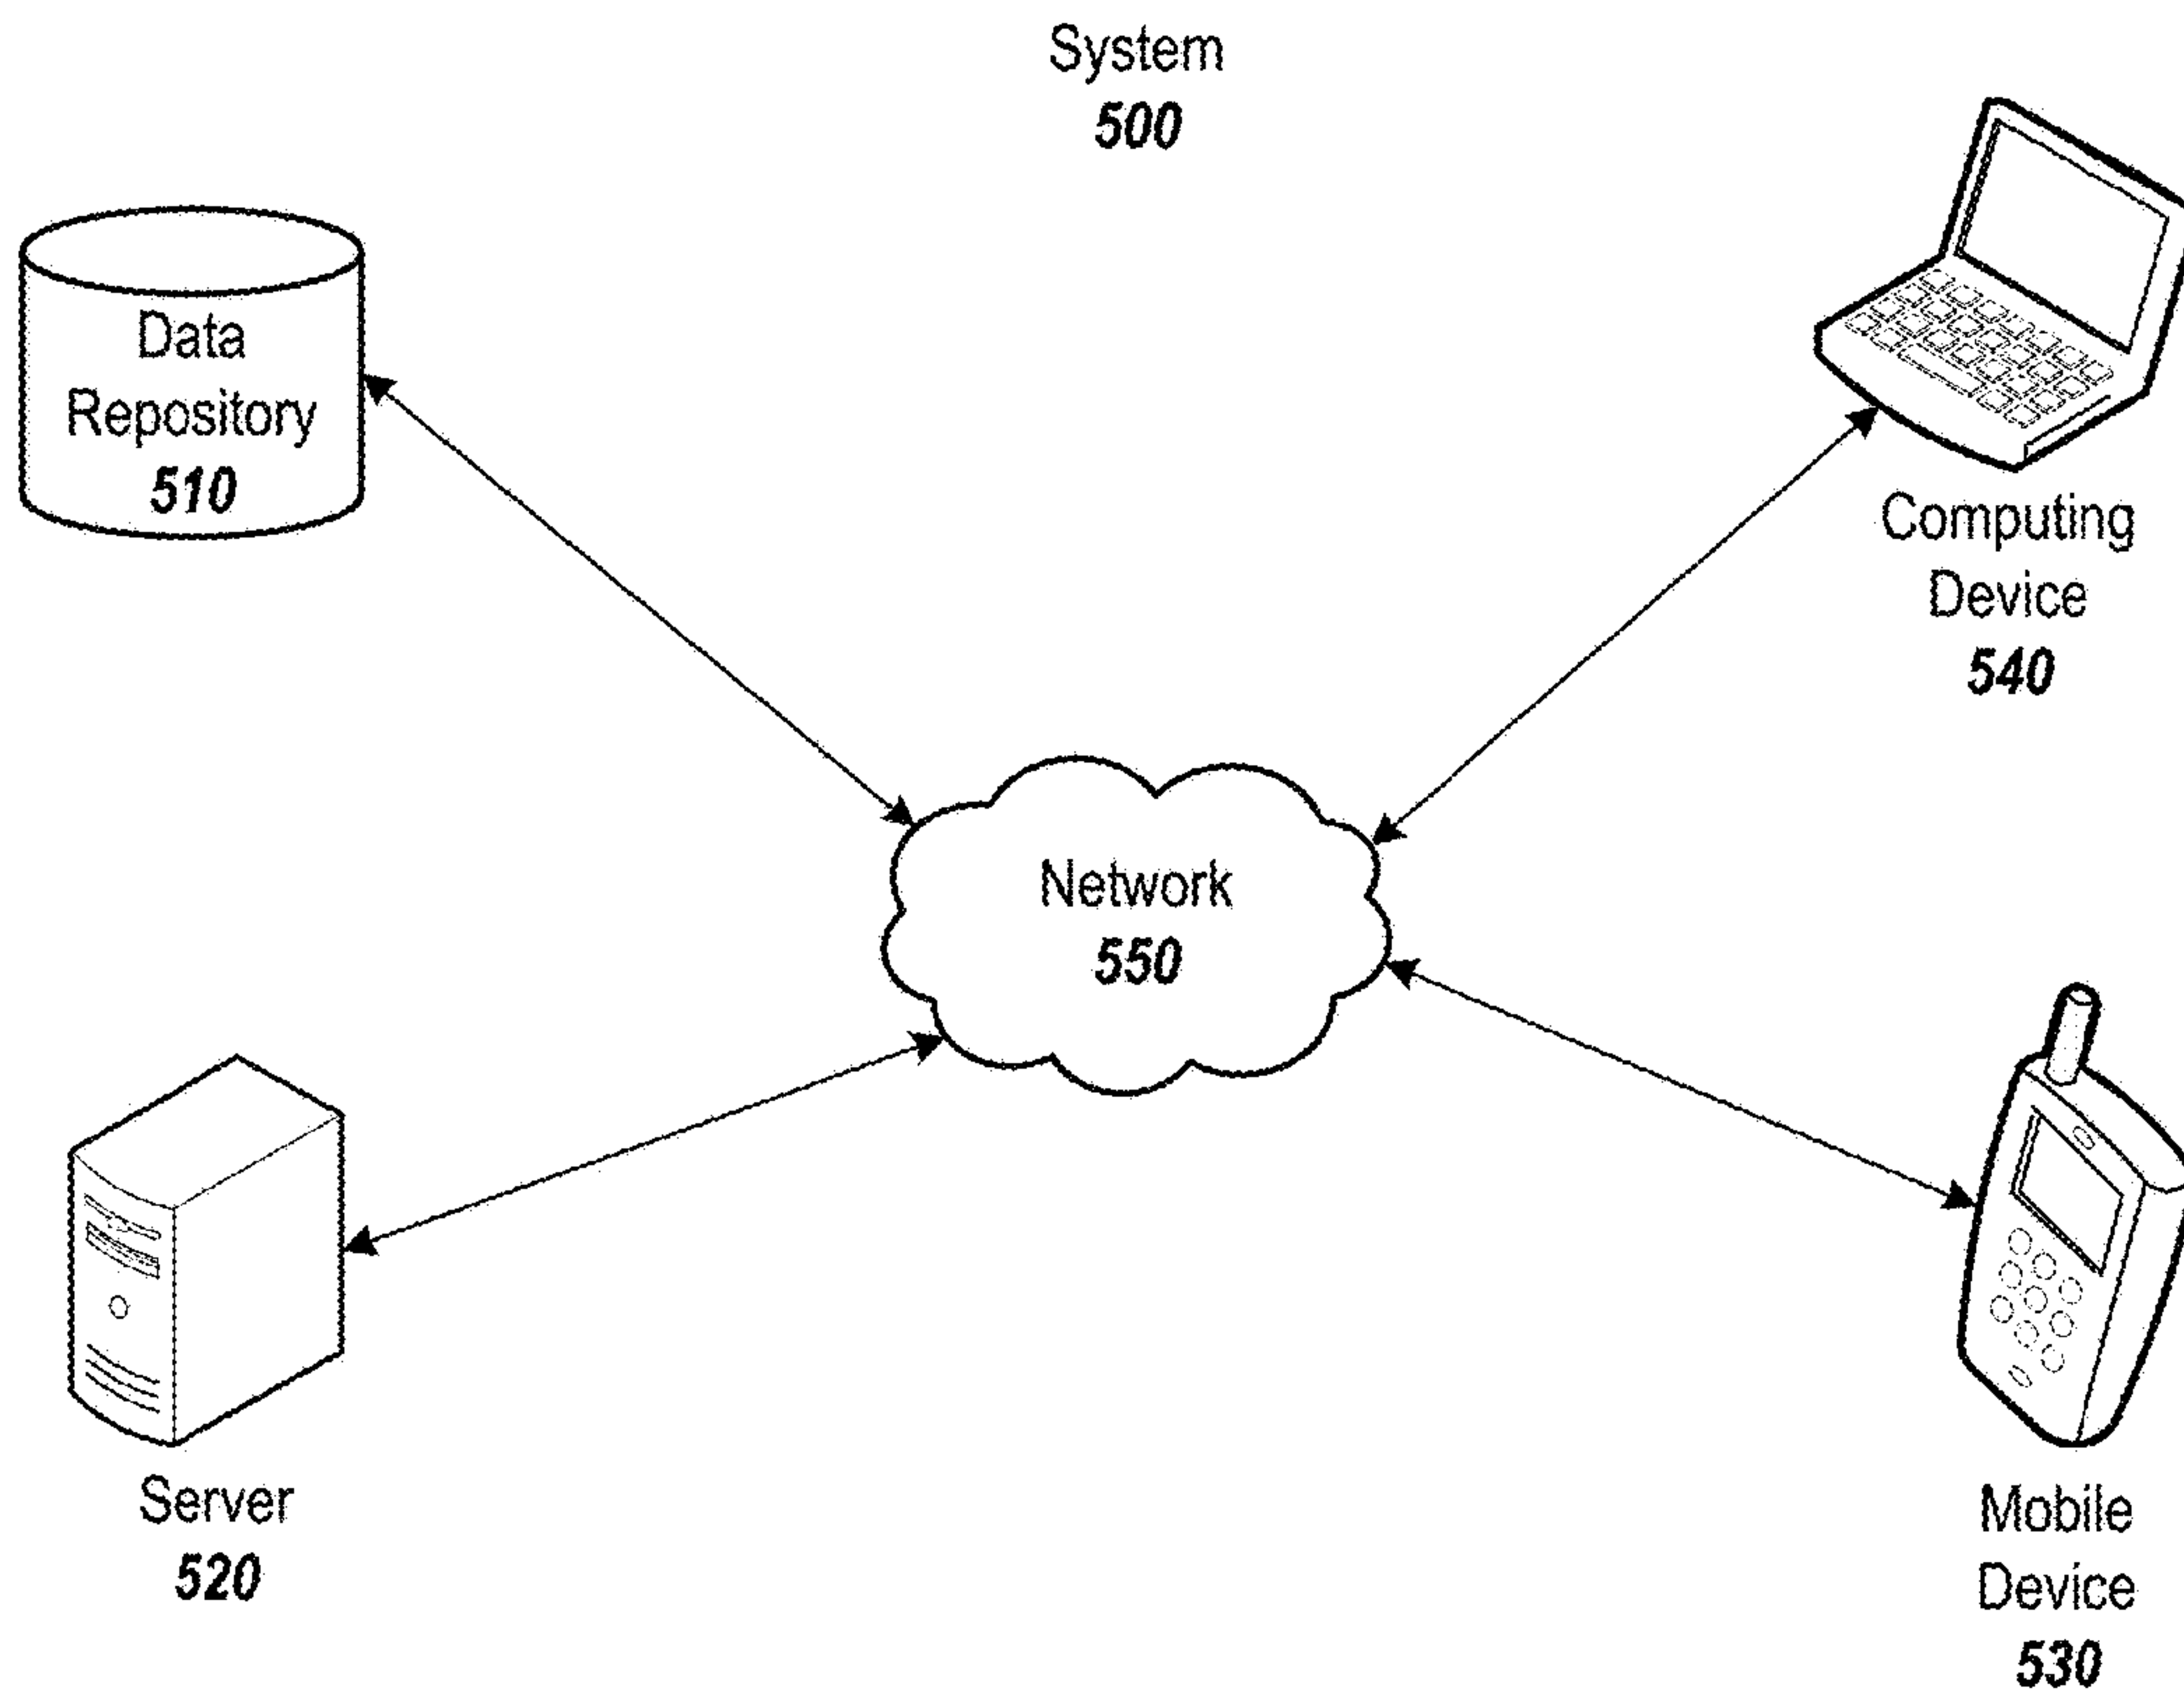 System
500
Data
Repository
510
Computing
Device
540
Network
550
Server
520
Mobile
Device
530